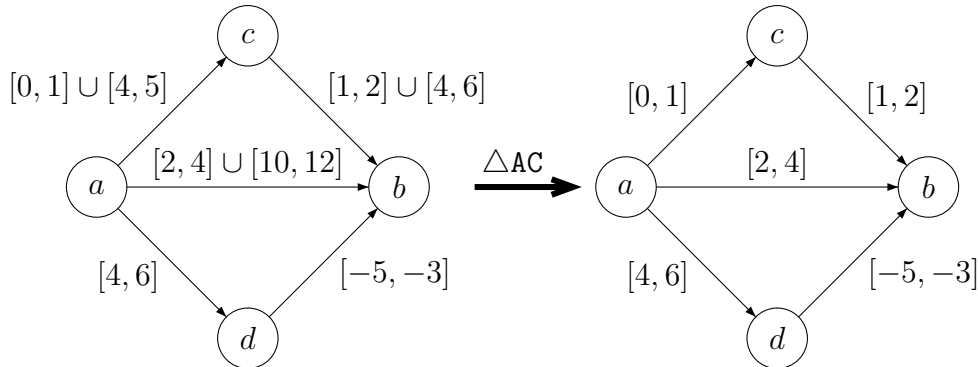 c c
[0, 1] ∪ [4, 5] [1, 2] ∪ [4, 6] [0, 1] [1, 2]
[2, 4] ∪ [10, 12] △AC [2, 4]
a b a b
[4, 6] [−5, −3] [4, 6] [−5, −3]
d d